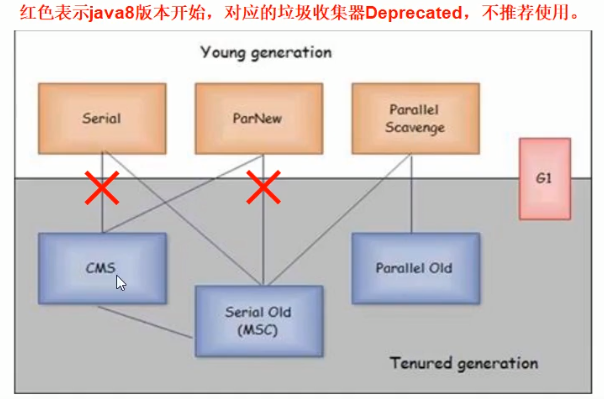 红色表示java8版本开始，对应的垃圾收集器Deprecated，不推荐使用。
Young generation
Serial
ParNew
Parallel
Scavenge
G1
CMS
Parallel Old
Serial Old
(MSC)
Tenured generation